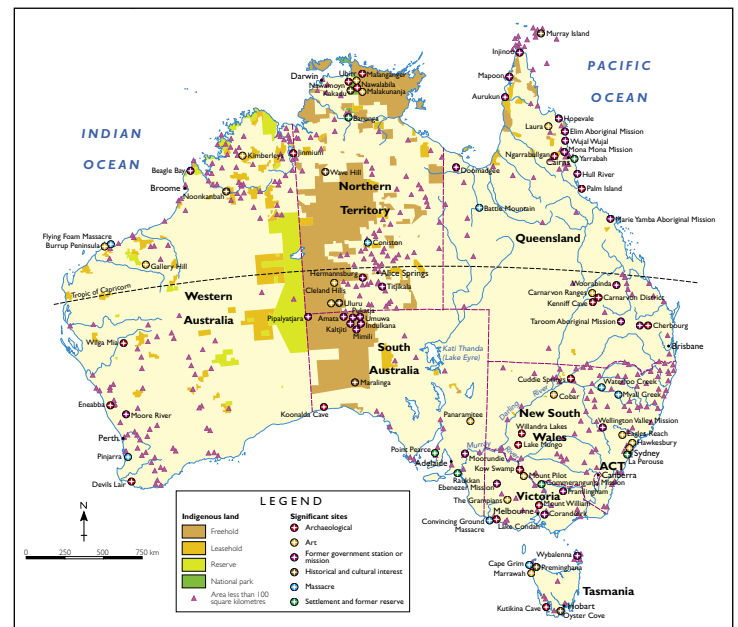 Murray Island
Injinoo
PACIFIC
OCEAN
Mapoon
Aurukun
Darwin
Ubirr
Malangangerr
Nawalabila
Nawamoyn
Kakadu
Malakunanja
Barunga
INDIAN
OCEAN
Hopevale
Laura
Elim Aboriginal Mission
Wujal Wujal
Mona Mona Mission
Ngarrabullgan
Cairns
Yarrabah
Kimberley
Jinmium
Beagle Bay
Broome
Noonkanbah
Wave Hill
Doomadgee
Hull River
Palm Island
Northern
Territory
Battle Mountain
Marie Yamba Aboriginal Mission
Flying Foam Massacre
Burrup Peninsula
Gallery Hill
Coniston
Queensland
Tropic of Capricorn
Hermannsburg
Alice Springs
Cleland Hills
Titjikala
Uluru
Woorabinda
Carnarvon Ranges
Carnarvon District
Kenniff Cave
Western
Australia
Pipalyatjara
Pukatja
Amata
Umuwa
Kaltjiti
Indulkana
Mimili
Taroom Aboriginal Mission
Cherbourg
Brisbane
Wilga Mia
South
Australia
Kati Thanda
(Lake Eyre)
Maralinga
Cuddie Springs
Waterloo Creek
Cobar
Myall Creek
Darling
River
Eneabba
Moore River
Koonalda Cave
Panaramitee
New South
Wales
Wellington Valley Mission
Willandra Lakes
Lake Mungo
Eagles Reach
Hawkesbury
Sydney
La Perouse
Perth
Pinjarra
Point Pearce
Adelaide
Murray
River
Moorundie
Kow Swamp
ACT
Canberra
Devils Lair
Raukkan
Ebenezer Mission
Mount Pilot
Cummeragunja Mission
Framlingham
The Grampians
Victoria
Mount William
Melbourne
Coranderrk
Convincing Ground
Massacre
Lake Condah
N
0 250 500 750 km
LEGEND
Indigenous land
Freehold
Leasehold
Reserve
National park
Area less than 100
square kilometres
Significant sites
Archaeological
Art
Former government station or
mission
Historical and cultural interest
Massacre
Settlement and former reserve
Wybalenna
Cape Grim
Preminghana
Marrawah
Tasmania
Kutikina Cave
Hobart
Oyster Cove